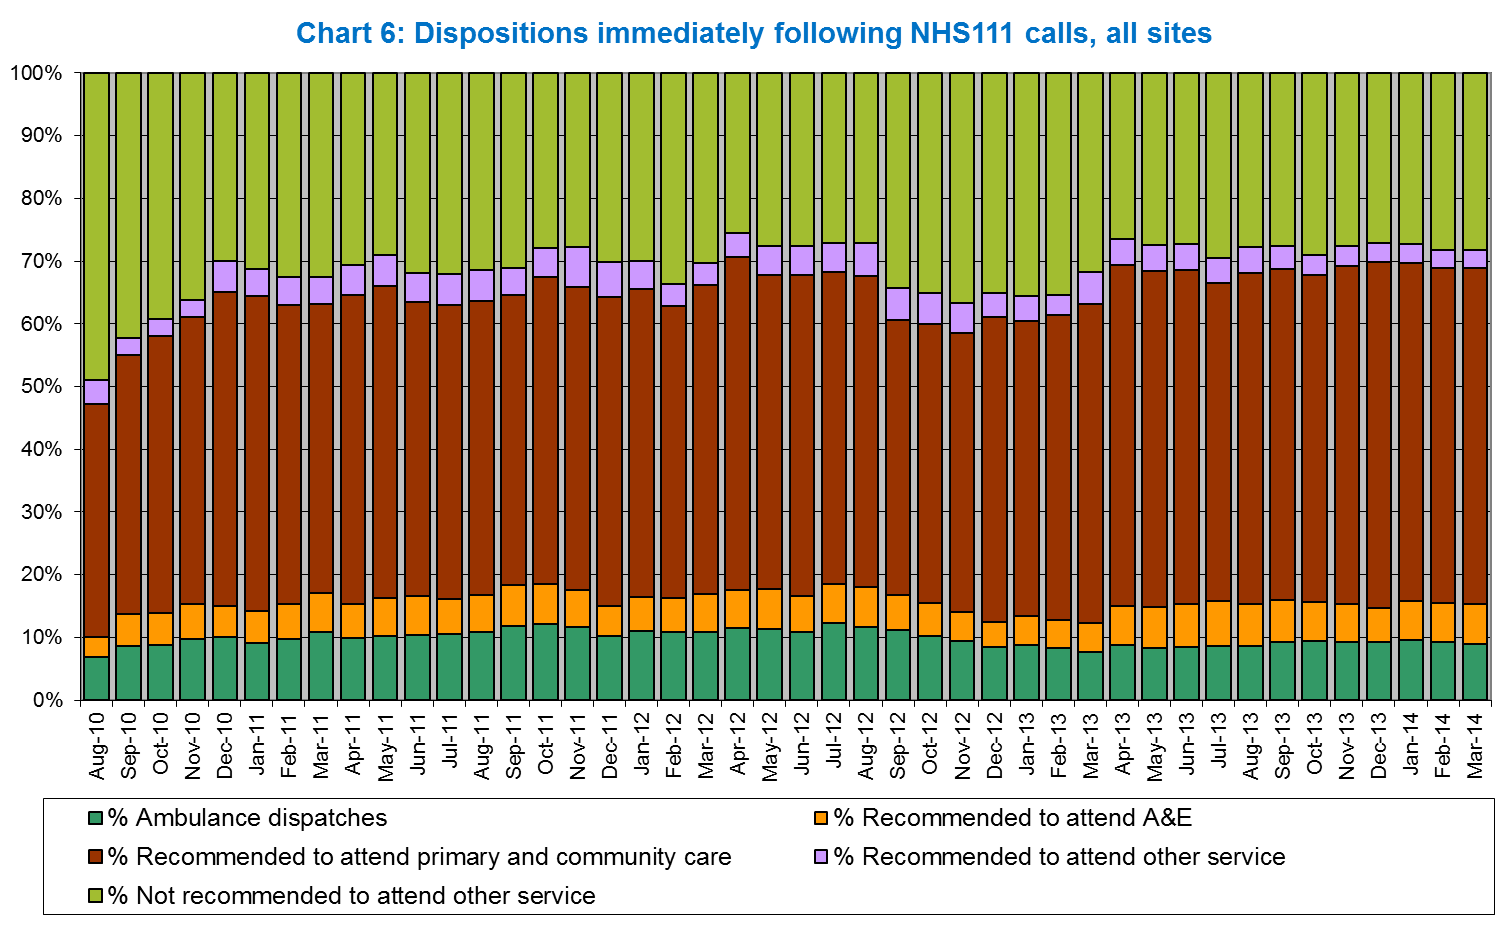 Chart 6: Dispositions immediately following NHS111 calls, all sites
100%
90%
80%
70%
60%
50%
40%
30%
20%
10%
0%
Aug-10
Sep-10
Oct-10
Nov-10
Dec-10
Jan-11
Feb-11
Mar-11
Apr-11
May-11
Jun-11
Jul-11
Aug-11
Sep-11
Oct-11
Nov-11
Dec-11
Jan-12
Feb-12
Mar-12
Apr-12
May-12
Jun-12
Jul-12
Aug-12
Sep-12
Oct-12
Nov-12
Dec-12
Jan-13
Feb-13
Mar-13
Apr-13
May-13
Jun-13
Jul-13
Aug-13
Sep-13
Oct-13
Nov-13
Dec-13
Jan-14
Feb-14
Mar-14
% Ambulance dispatches
% Recommended to attend A&E
% Recommended to attend primary and community care
% Recommended to attend other service
% Not recommended to attend other service